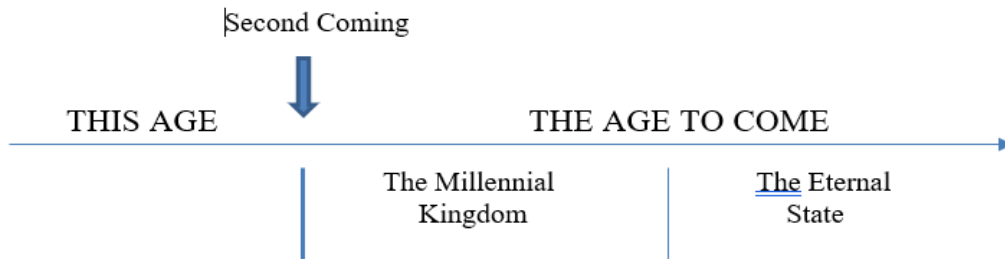 Second Coming
THIS AGE
THE AGE TO COME
The Millennial
Kingdom
The Eternal
State